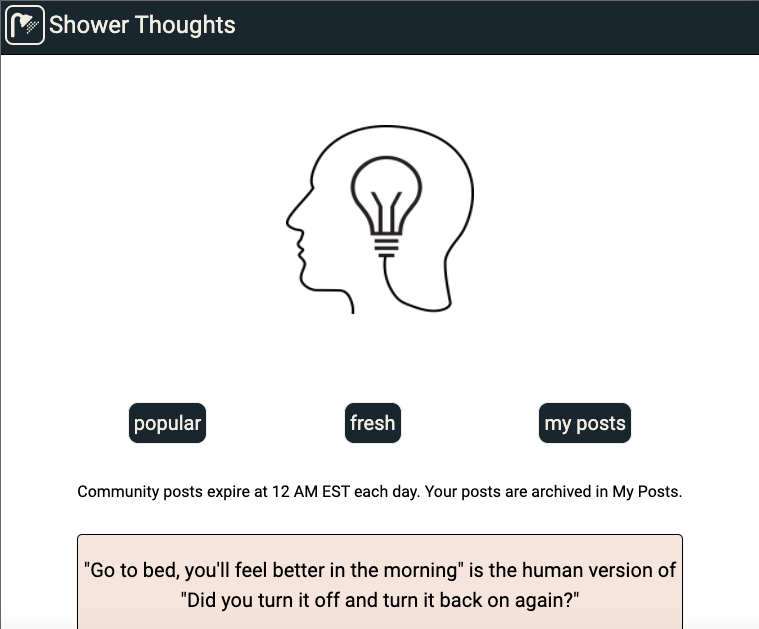 Shower Thoughts
popular
fresh
my posts
Community posts expire at 12 AM EST each day. Your posts are archived in My Posts.
"Go to bed, you'll feel better in the morning" is the human version of
"Did you turn it off and turn it back on again?"